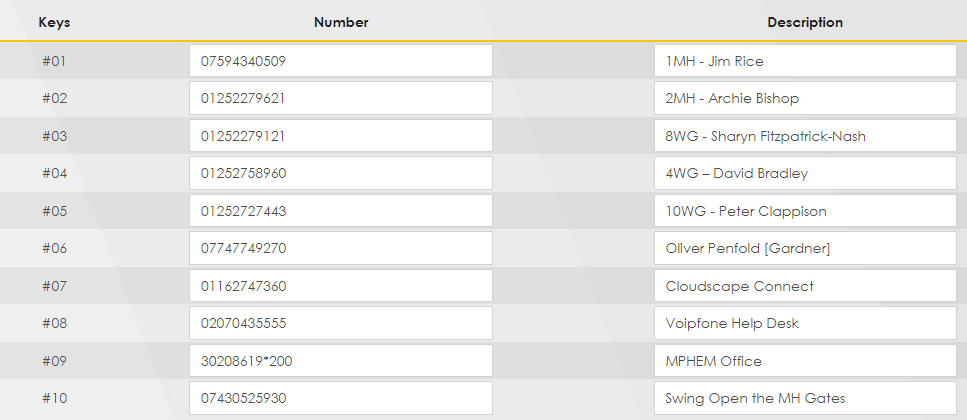 Keys Number Description
#01 07594340509 1MH - Jim Rice
#02 01252279621 2MH - Archie Bishop
#03 01252279121 8WG - Sharyn Fitzpatrick-Nash
#04 01252758960 4WG – David Bradley
#05 01252727443 10WG - Peter Clappison
#06 07747749270 Oliver Penfold [Gardner]
#07 01162747360 Cloudscape Connect
#08 02070435555 Voipfone Help Desk
#09 30208619*200 MPHEM Office
#10 07430525930 Swing Open the MH Gates